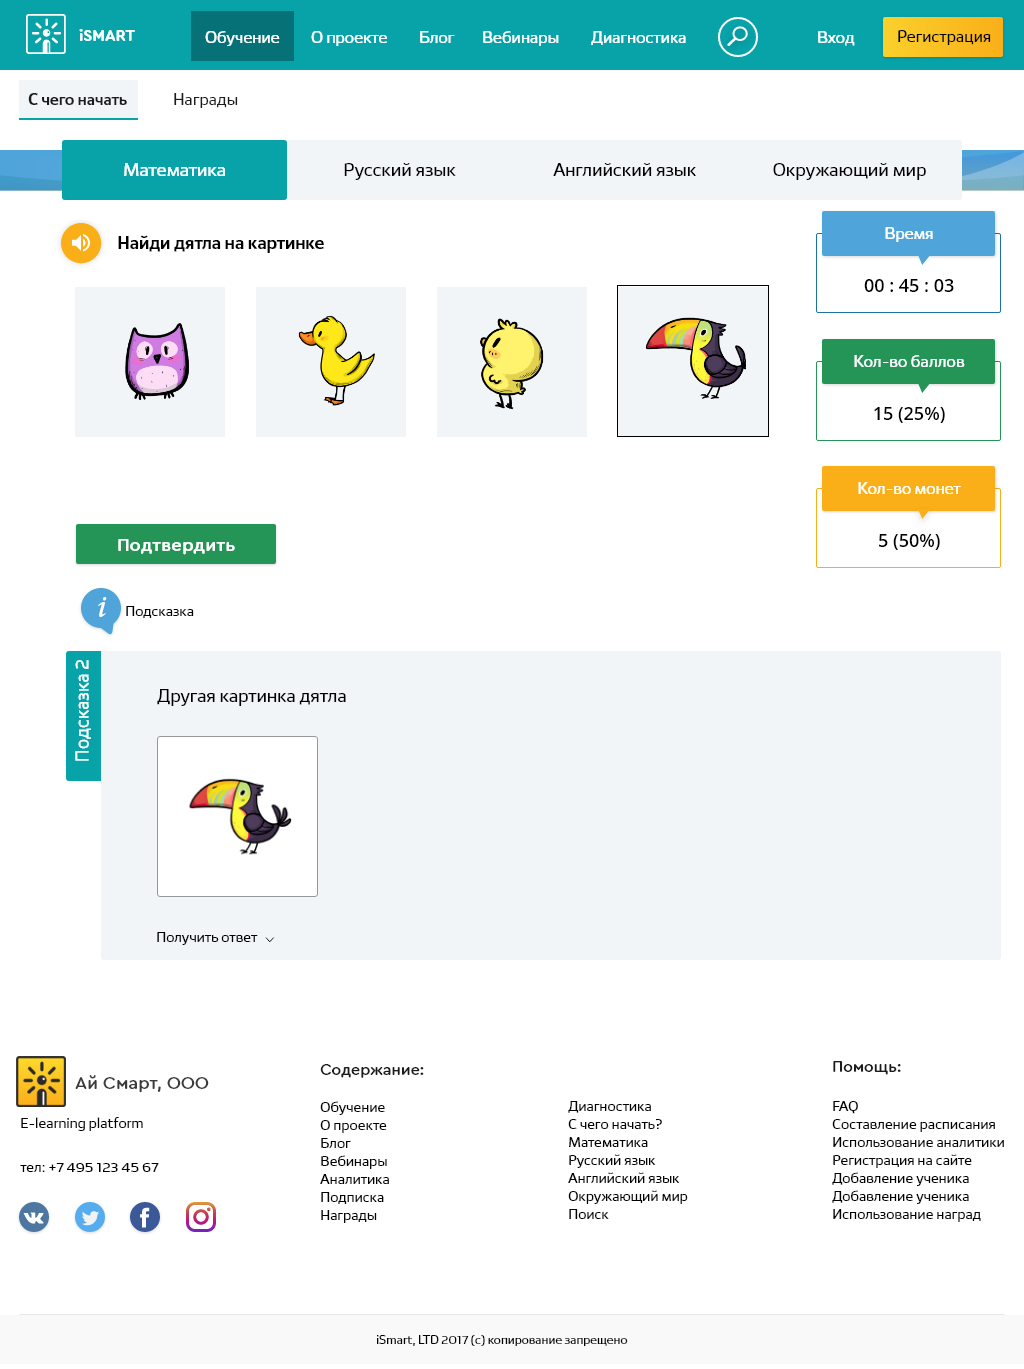 iSMART
Обучение
О проекте
Блог
Вебинары
Диагностика
Вход
Регистрация
С чего начать
Награды
Математика
Русский язык
Английский язык
Окружающий мир
Найди дятла на картинке
Время
00 : 45 : 03
Кол-во баллов
15 (25%)
Кол-во монет
5 (50%)
Подтвердить
i
Подсказка
Подсказка 2
Другая картинка дятла
Получить ответ
Ай Смарт, ООО
E-learning platform
тел: +7 495 123 45 67
Содержание:
Обучение
О проекте
Блог
Вебинары
Аналитика
Подписка
Награды
Диагностика
С чего начать?
Математика
Русский язык
Английский язык
Окружающий мир
Поиск
Помощь:
FAQ
Составление расписания
Использование аналитики
Регистрация на сайте
Добавление ученика
Добавление ученика
Использование наград
iSmart, LTD 2017 (c) копирование запрещено